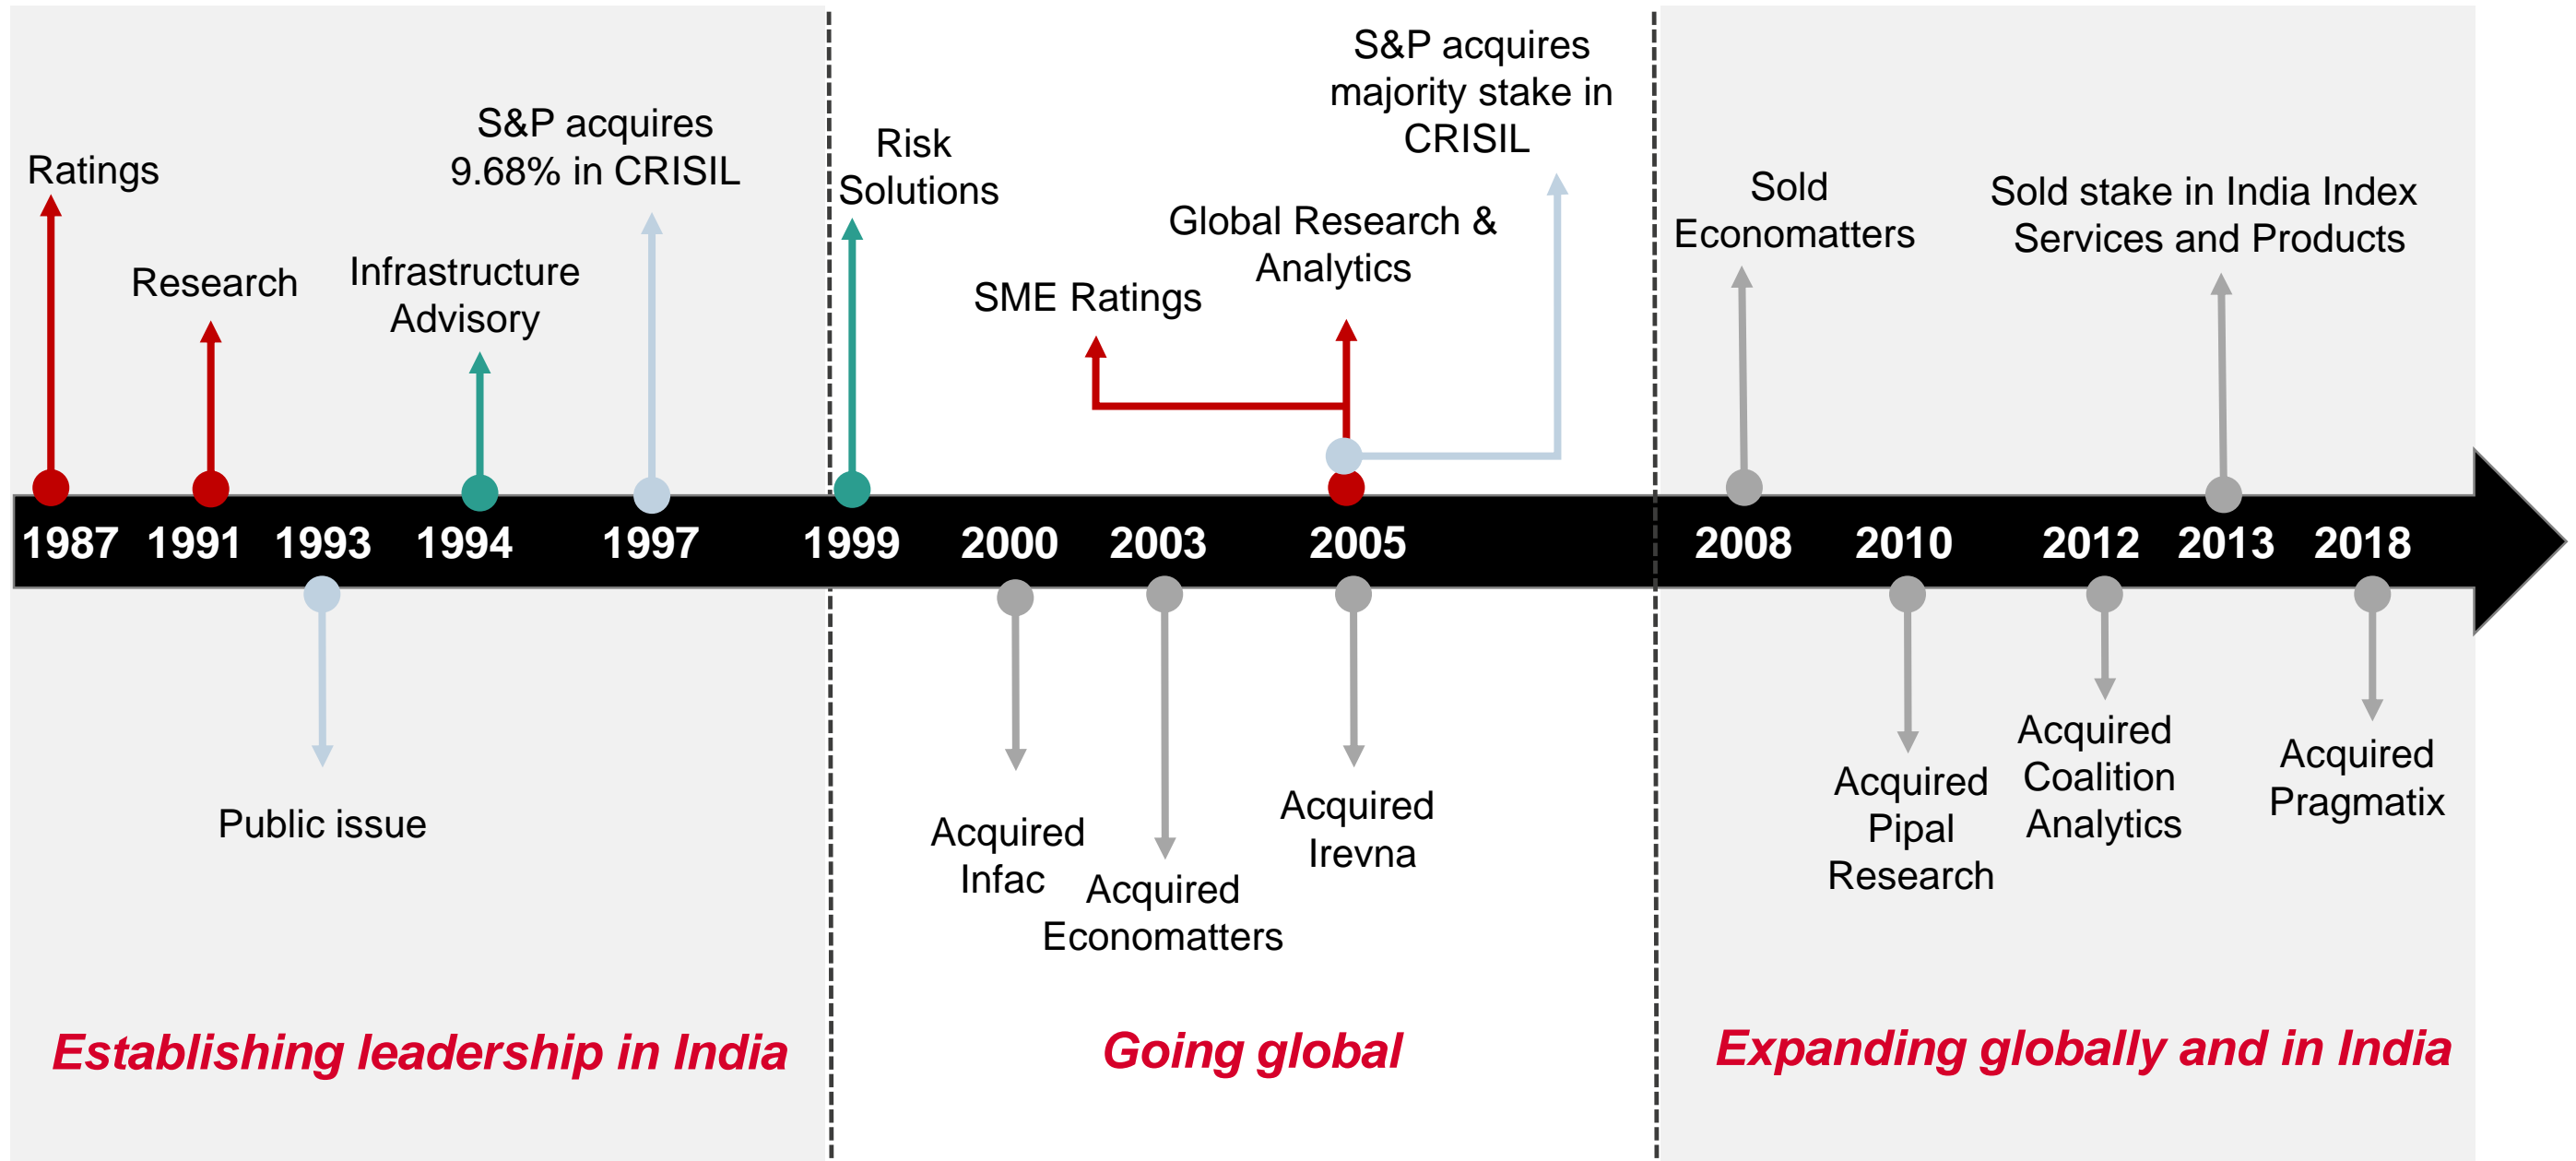 Ratings
Research
Infrastructure
Advisory
S&P acquires
9.68% in CRISIL
Risk
Solutions
SME Ratings
Global Research &
Analytics
S&P acquires
majority stake in
CRISIL
Sold
Economatters
Sold stake in India Index
Services and Products
1987 1991 1993 1994 1997 1999 2000 2003 2005 2008 2010 2012 2013 2018
Public issue
Acquired
Infac
Acquired
Economatters
Acquired
Irevna
Acquired
Pipal
Research
Acquired
Coalition
Analytics
Acquired
Pragmatix
Establishing leadership in India
Going global
Expanding globally and in India